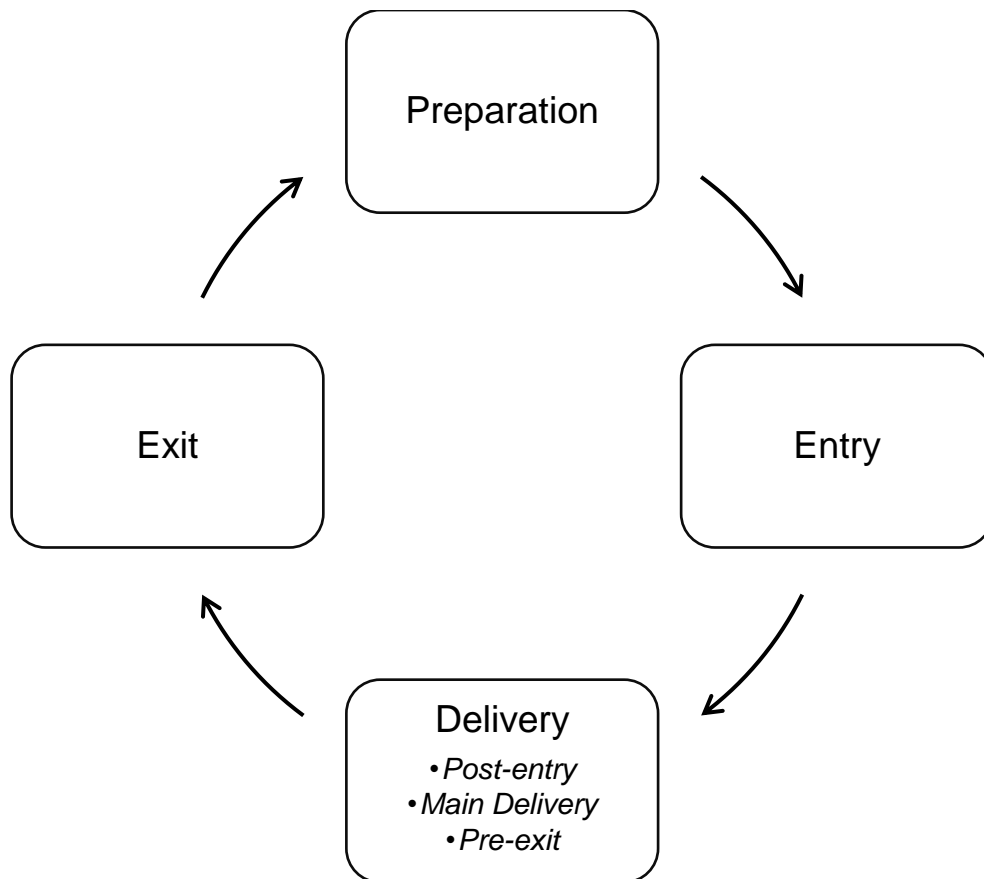 Preparation
Exit
Entry
Delivery
•Post-entry
•Main Delivery
•Pre-exit